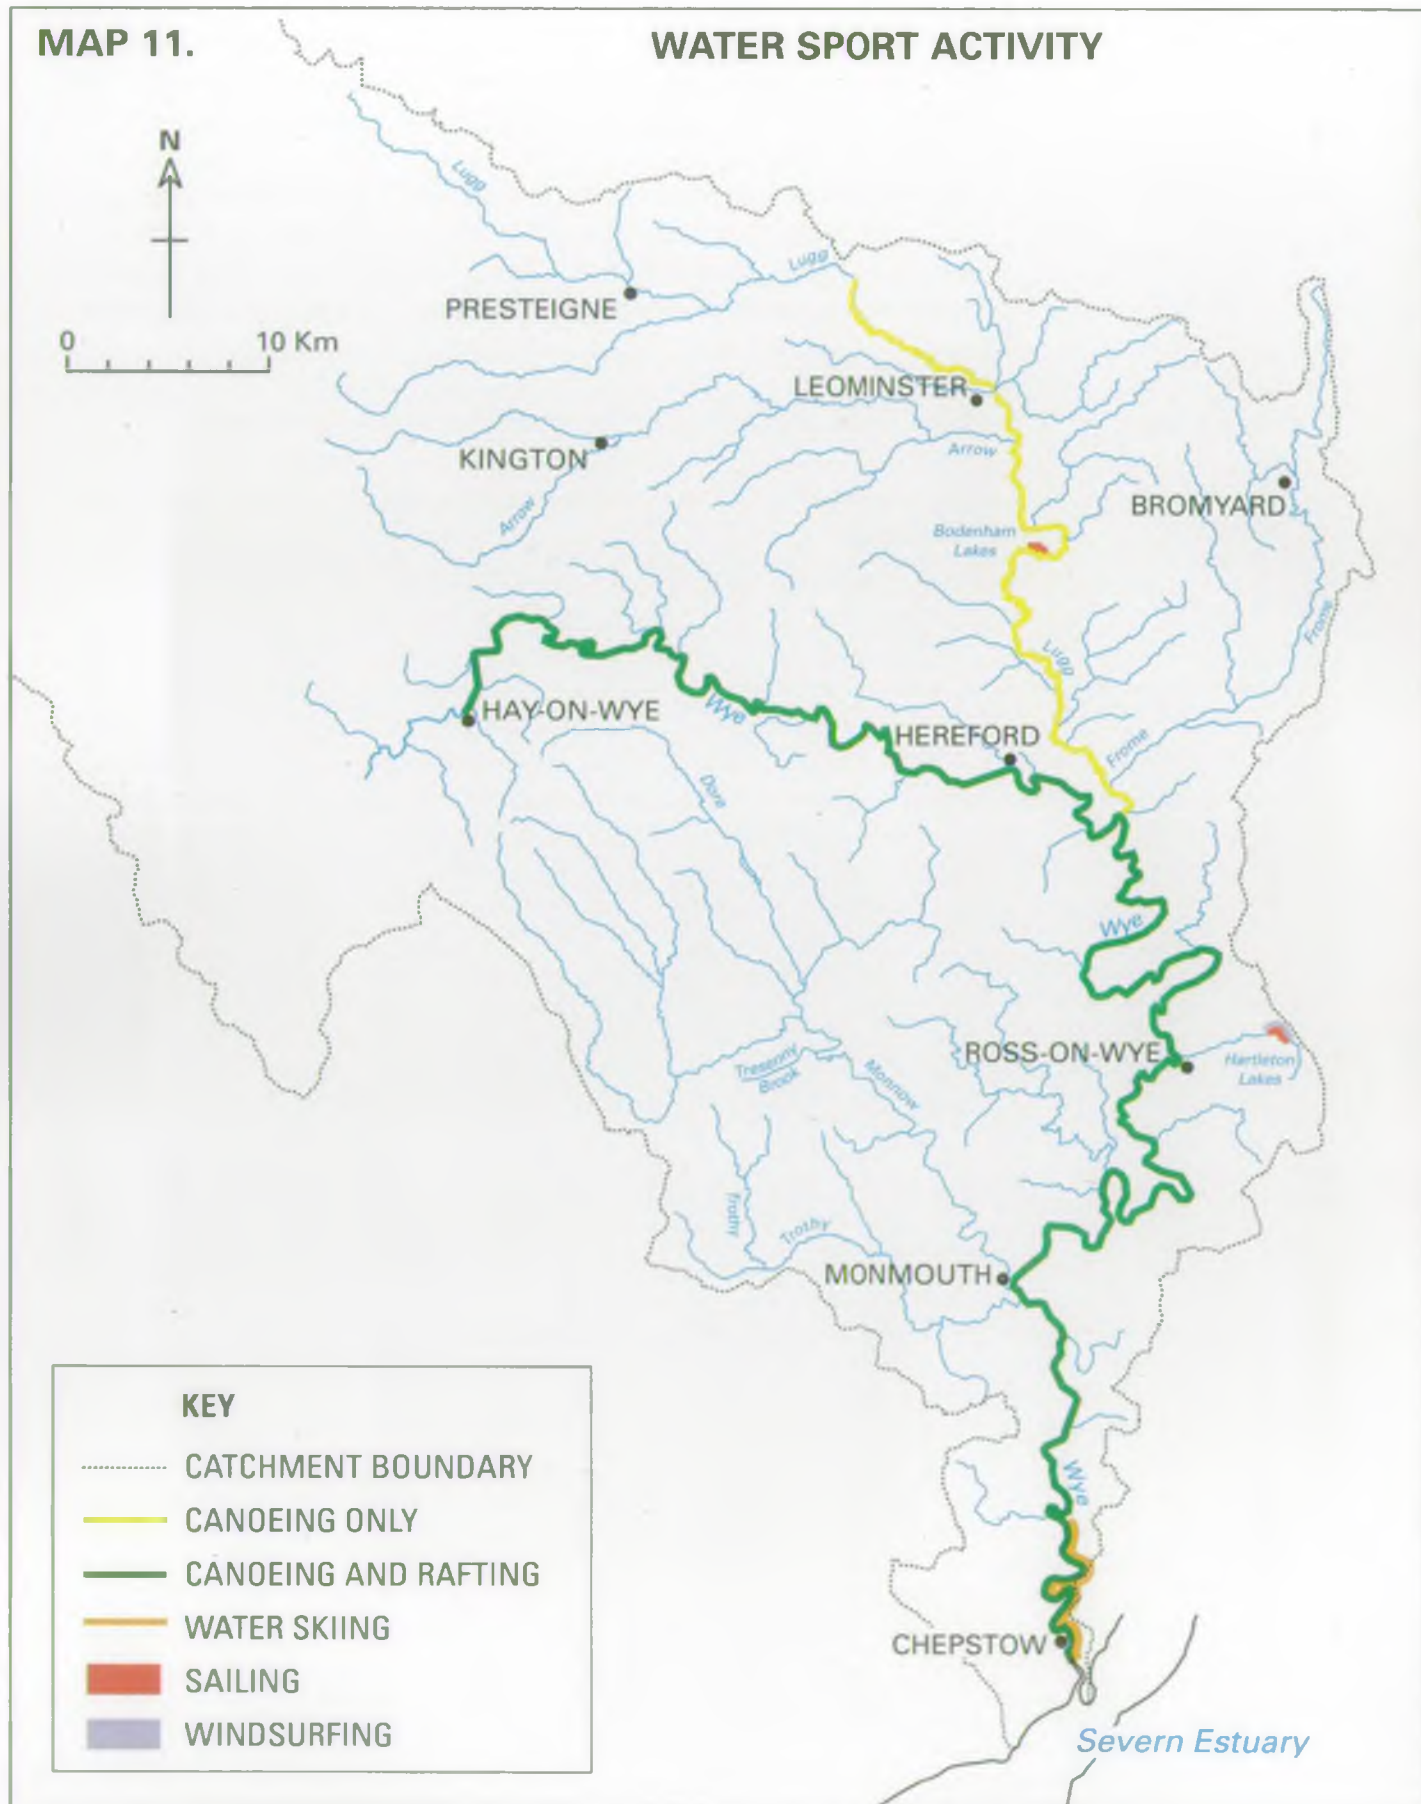 MAP 11.
WATER SPORT ACTIVITY
N
0 10 Km
Lugg
Lugg
PRESTEIGNE
LEOMINSTER
KINGTON
Arrow
Arrow
BROMYARD
Bodenham
Lakes
Frome
Lugg
HAY-ON-WYE
Wye
HEREFORD
Frome
Dore
Wye
ROSS-ON-WYE
Hartleton
Lakes
Tresenny
Brook
Monnow
Trothy
Trothy
MONMOUTH
Wye
CHEPSTOW
Severn Estuary
KEY
CATCHMENT BOUNDARY
CANOEING ONLY
CANOEING AND RAFTING
WATER SKIING
SAILING
WINDSURFING